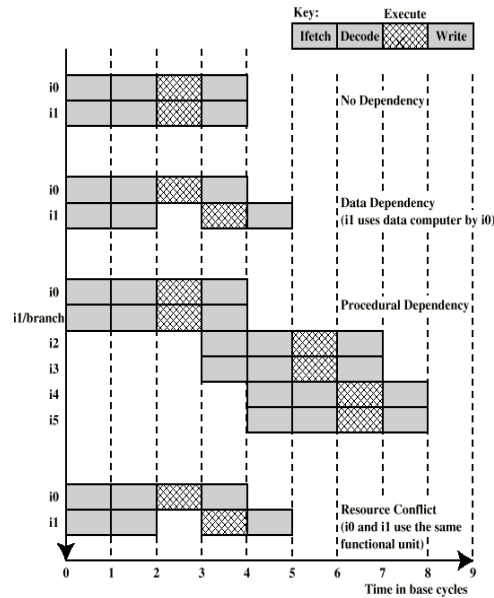 Key:
Execute
Ifetch Decode Write
i0
i1
No Dependency
i0
i1
Data Dependency
(i1 uses data computer by i0)
i0
i1/branch
Procedural Dependency
i2
i3
i4
i5
i0
i1
Resource Conflict
(i0 and i1 use the same
functional unit)
0 1 2 3 4 5 6 7 8 9
Time in base cycles